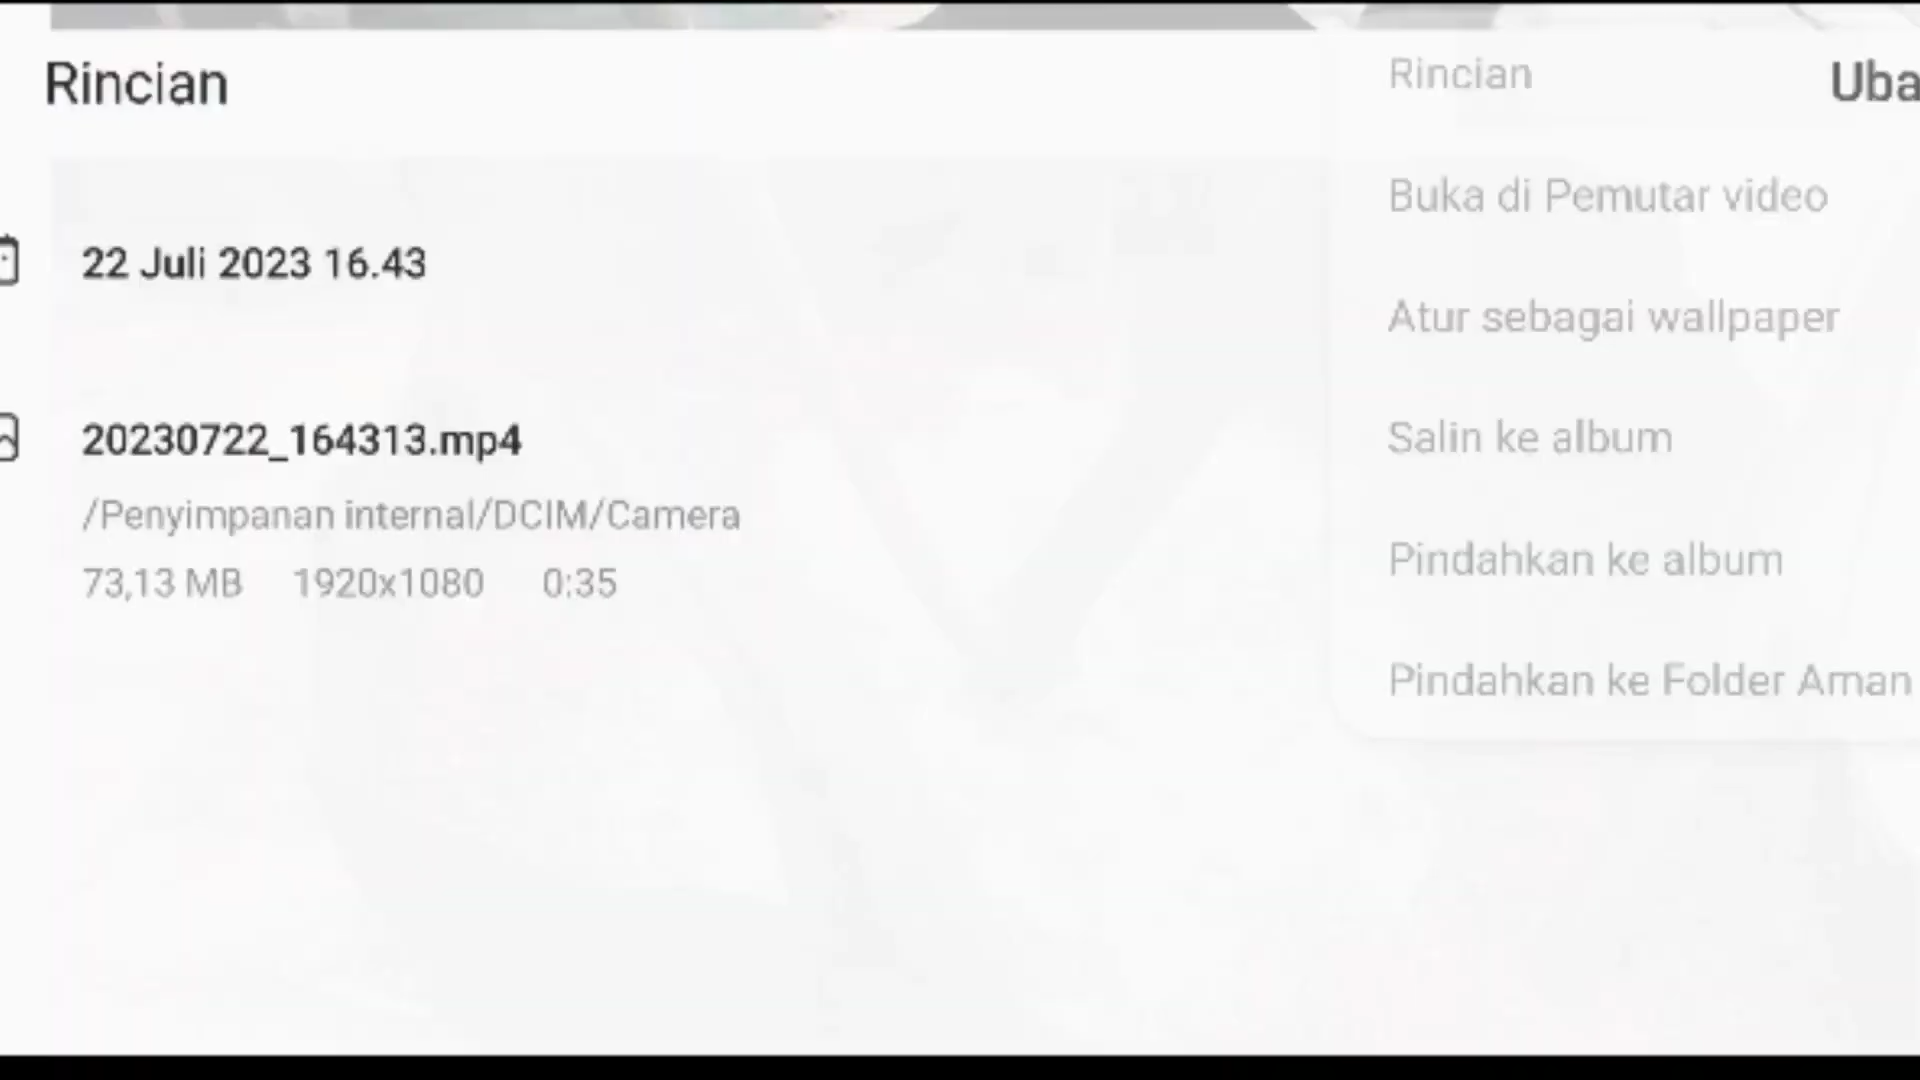 Rincian
Uba
22 Juli 2023 16.43
20230722_164313.mp4
/Penyimpanan internal/DCIM/Camera
73,13 MB 1920x1080 0:35
Rincian
Buka di Pemutar video
Atur sebagai wallpaper
Salin ke album
Pindahkan ke album
Pindahkan ke Folder Aman